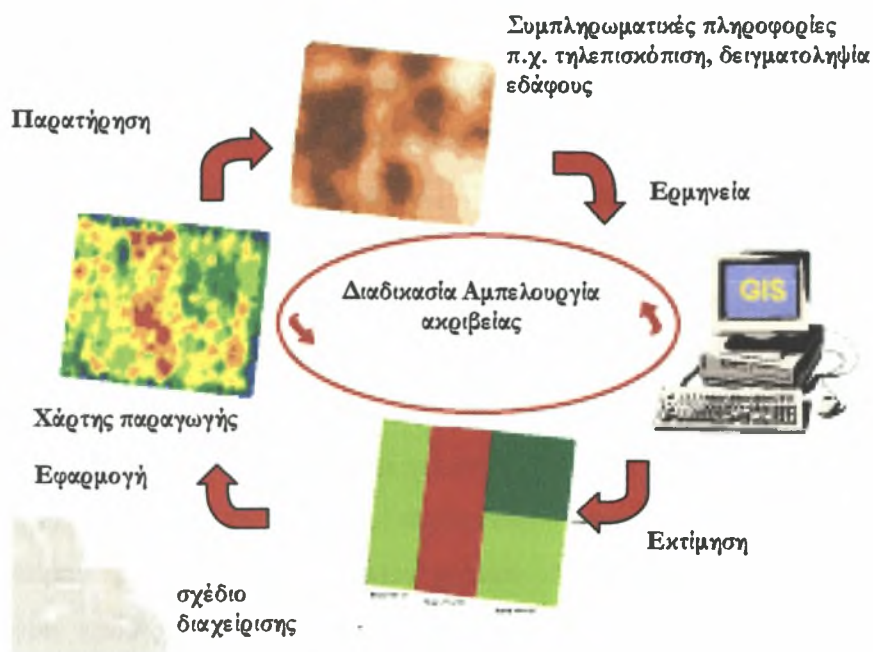 Συμπληρωματικές πληροφορίες
π.χ. τηλεπισκόπιση, δειγματοληψία
εδάφους
Παρατήρηση
Ερμηνεία
Διαδικασία Αμπελουργία
ακριβείας
GIS
Χάρτης παραγωγής
Εφαρμογή
Εκτίμηση
σχέδιο
διαχείρισης